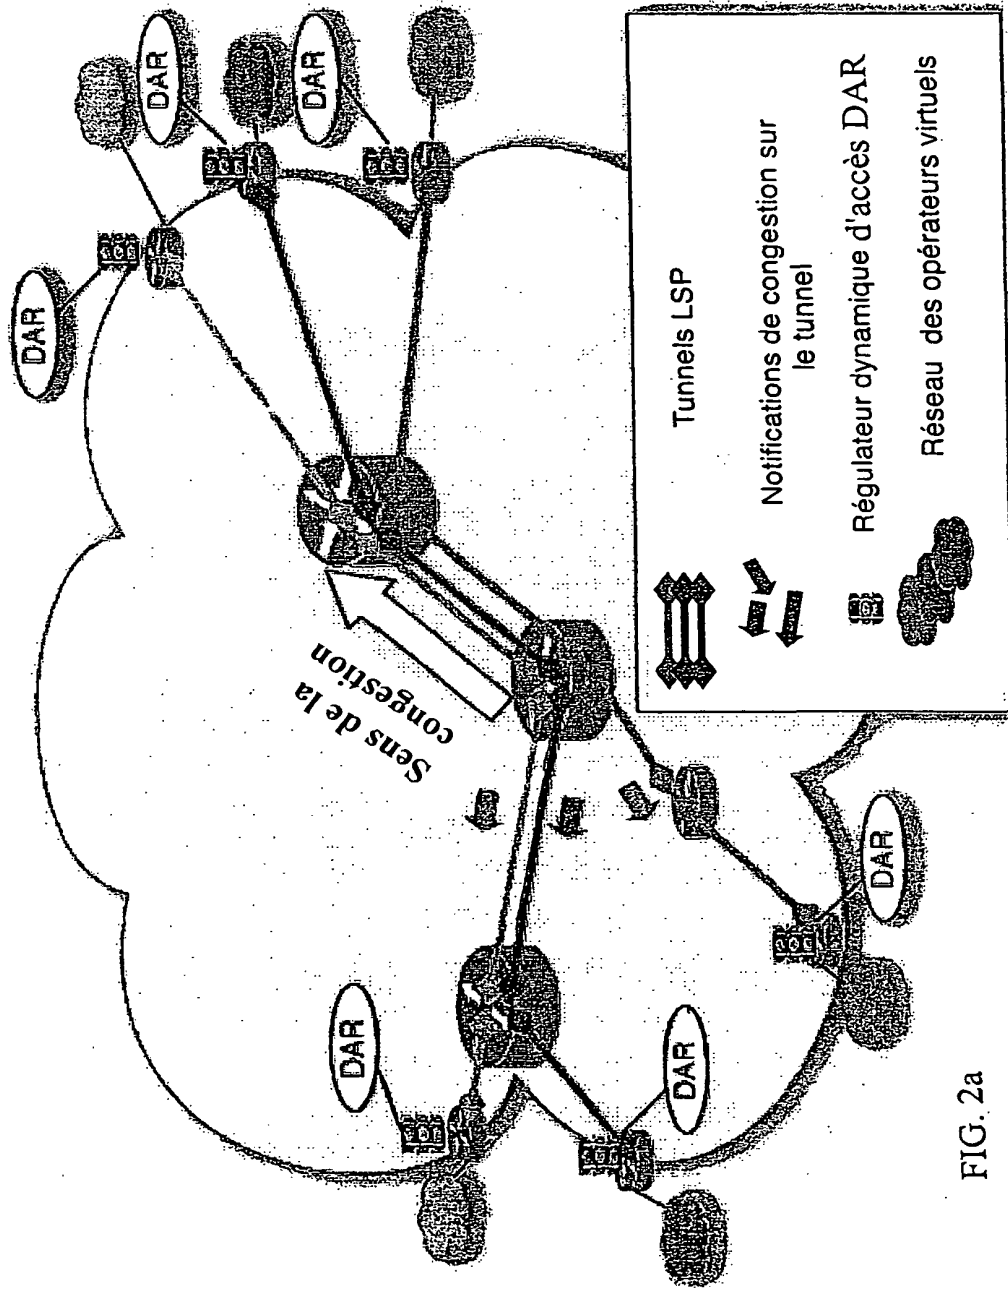 DAR
DAR
DAR
DAR
DAR
DAR
Sens de la
congestion
Tunnels LSP
Notifications de congestion sur
le tunnel
Régulateur dynamique d'accès DAR
Réseau des opérateurs virtuels
FIG. 2a